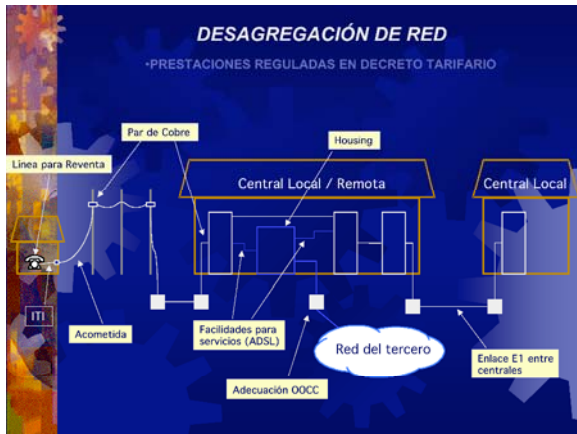 DESAGREGACIÓN DE RED
•PRESTACIONES REGULADAS EN DECRETO TARIFARIO
Par de Cobre
Housing
Línea para Reventa
Central Local / Remota
Central Local
ITI
Acometida
Facilidades para
servicios (ADSL)
Red del tercero
Adecuación OOCC
Enlace E1 entre
centrales